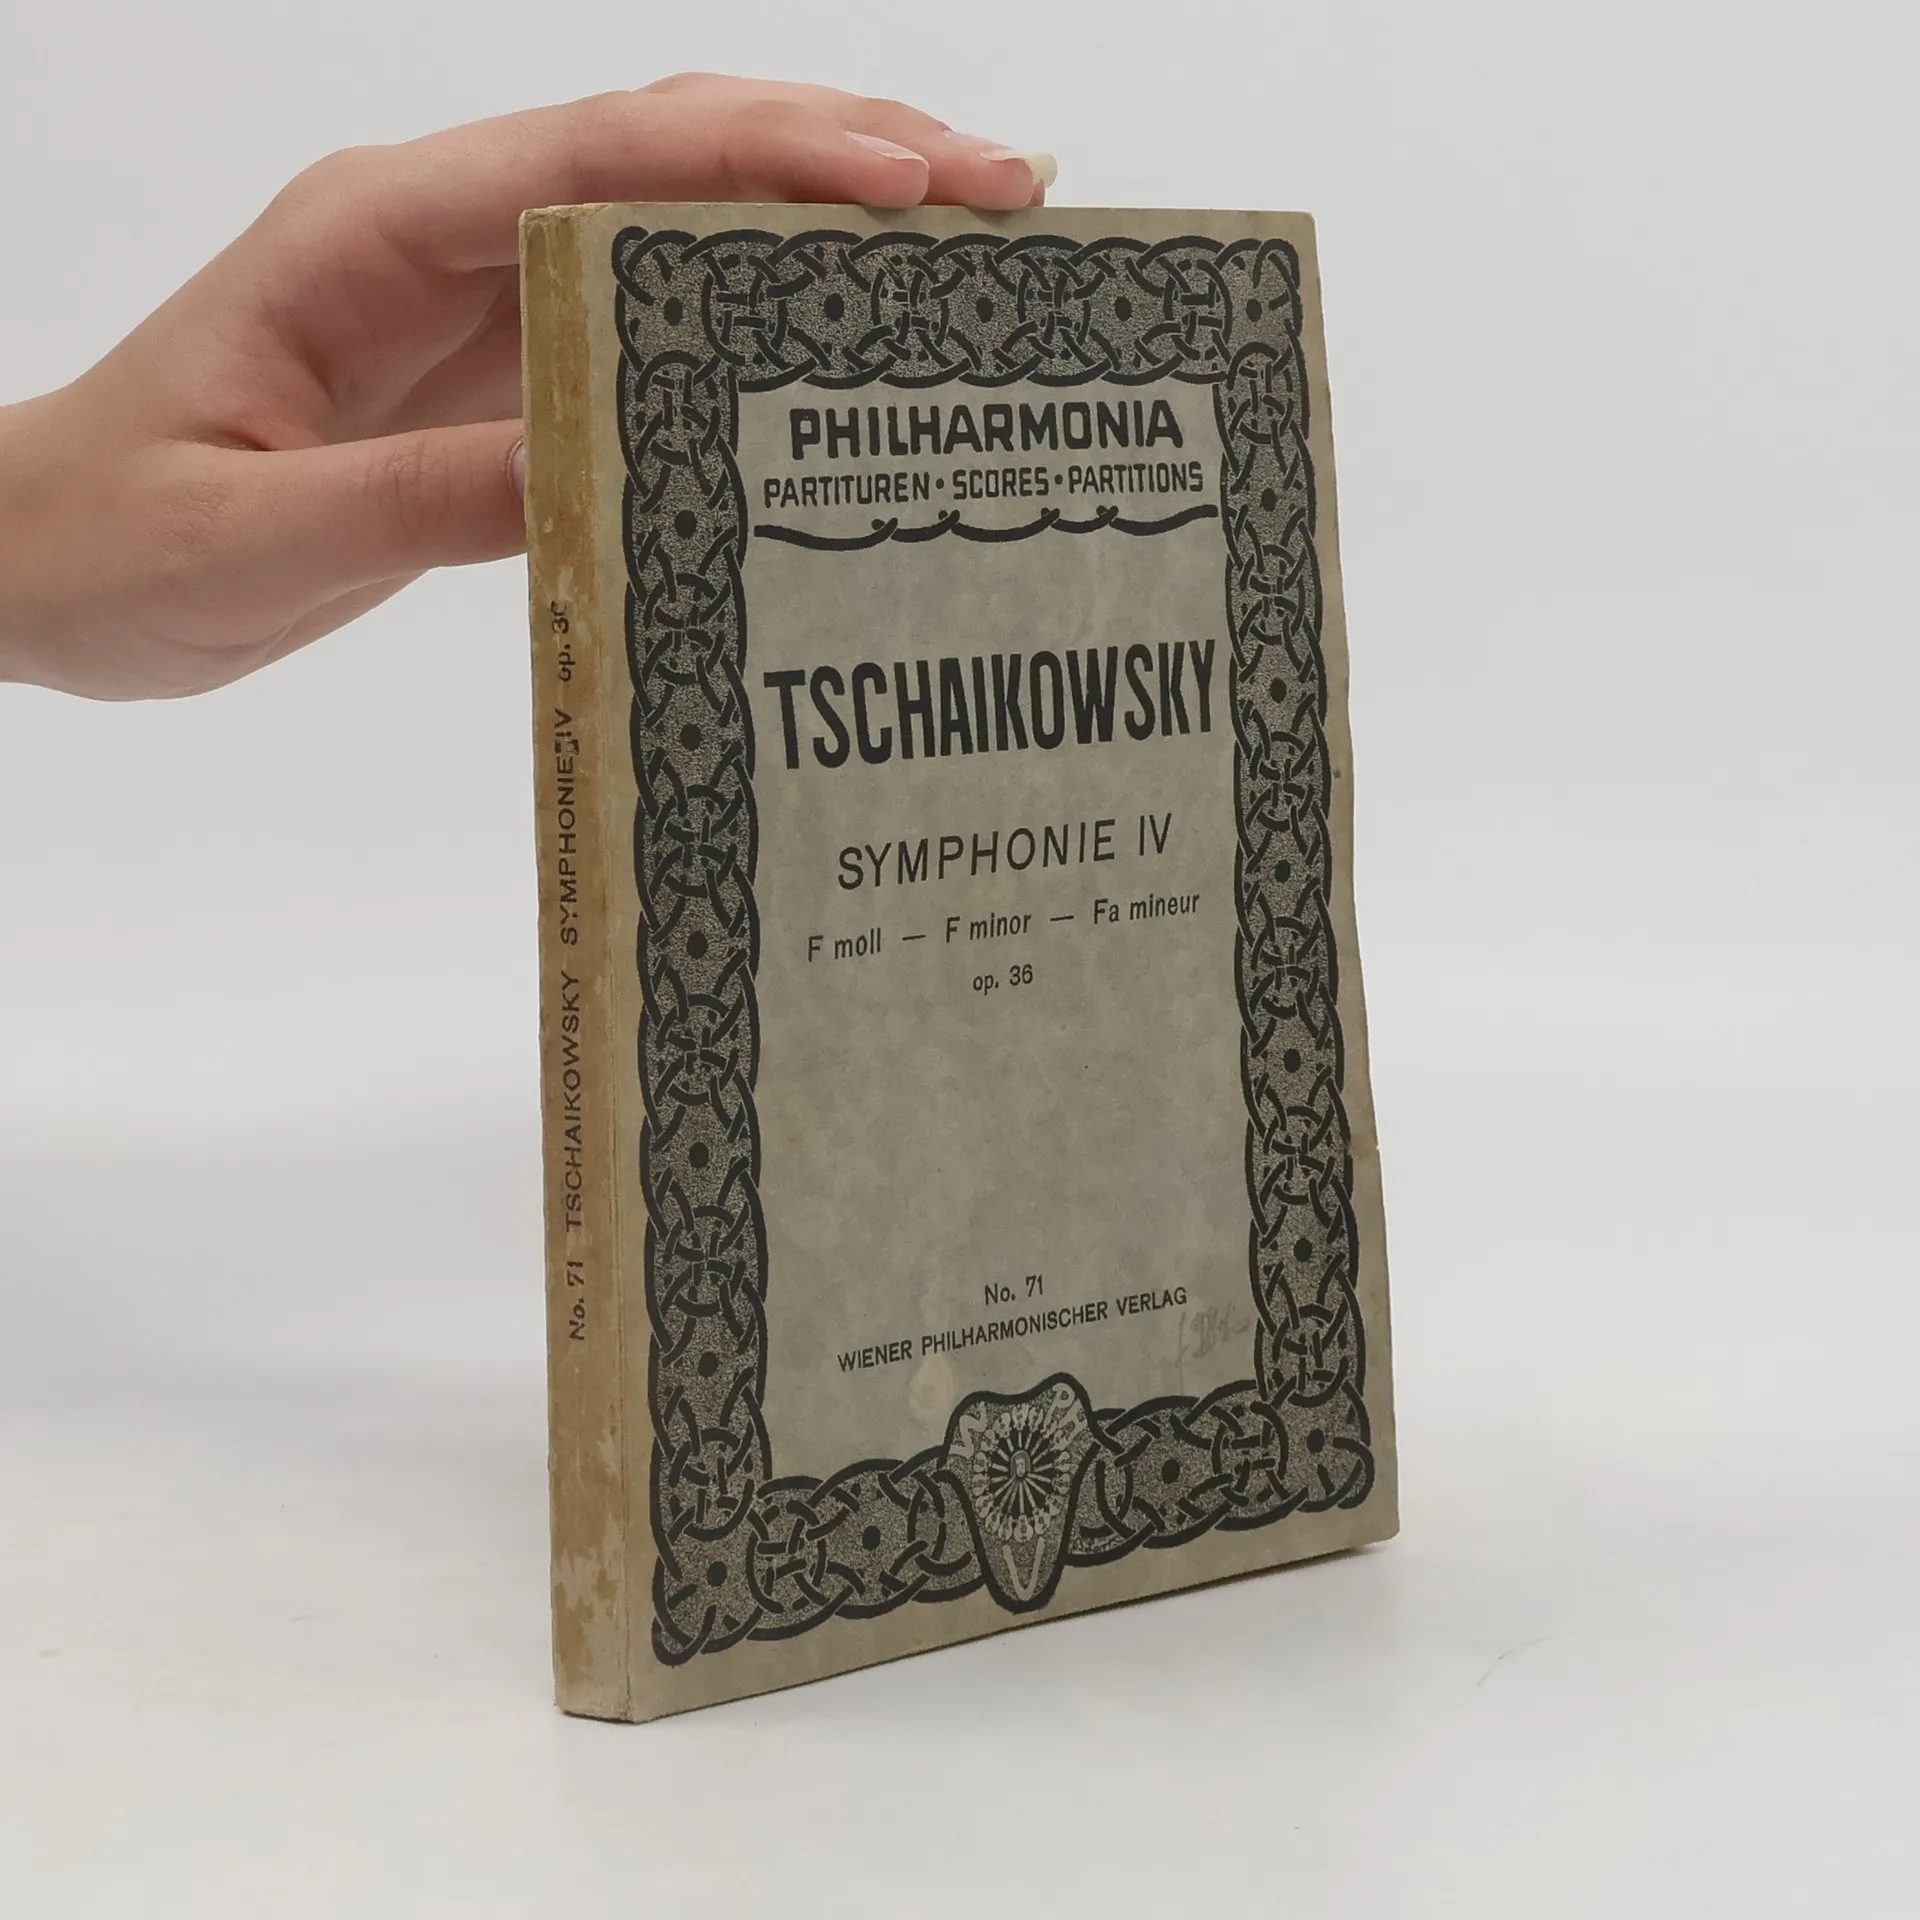 PHILHARMONIA
PARTITUREN • SCORES • PARTITIONS
TSCHAIKOWSKY
SYMPHONIE IV
F moll — F minor — Fa mineur
op. 36
No. 71
WIENER PHILHARMONISCHER VERLAG
W PH
V
No. 71 TSCHAIKOWSKY SYMPHONIE IV op. 36